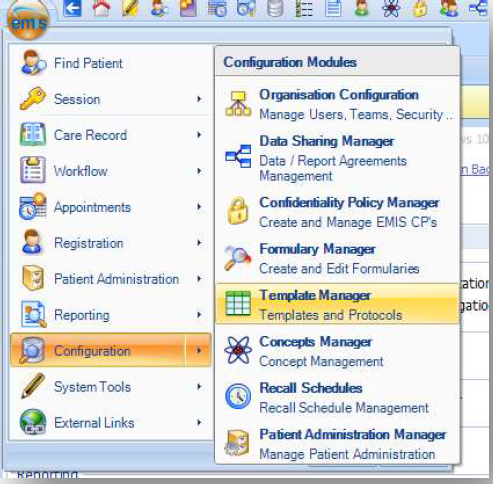 emis
Find Patient
Session
Care Record
Workflow
Appointments
Registration
Patient Administration
Reporting
Configuration
System Tools
External Links
Configuration Modules
Organisation Configuration
Manage Users, Teams, Security ..
Data Sharing Manager
Data / Report Agreements
Management
Confidentiality Policy Manager
Create and Manage EMIS CP's
Formulary Manager
Create and Edit Formularies
Template Manager
Templates and Protocols
Concepts Manager
Concept Management
Recall Schedules
Recall Schedule Management
Patient Administration Manager
Manage Patient Administration
Reporting